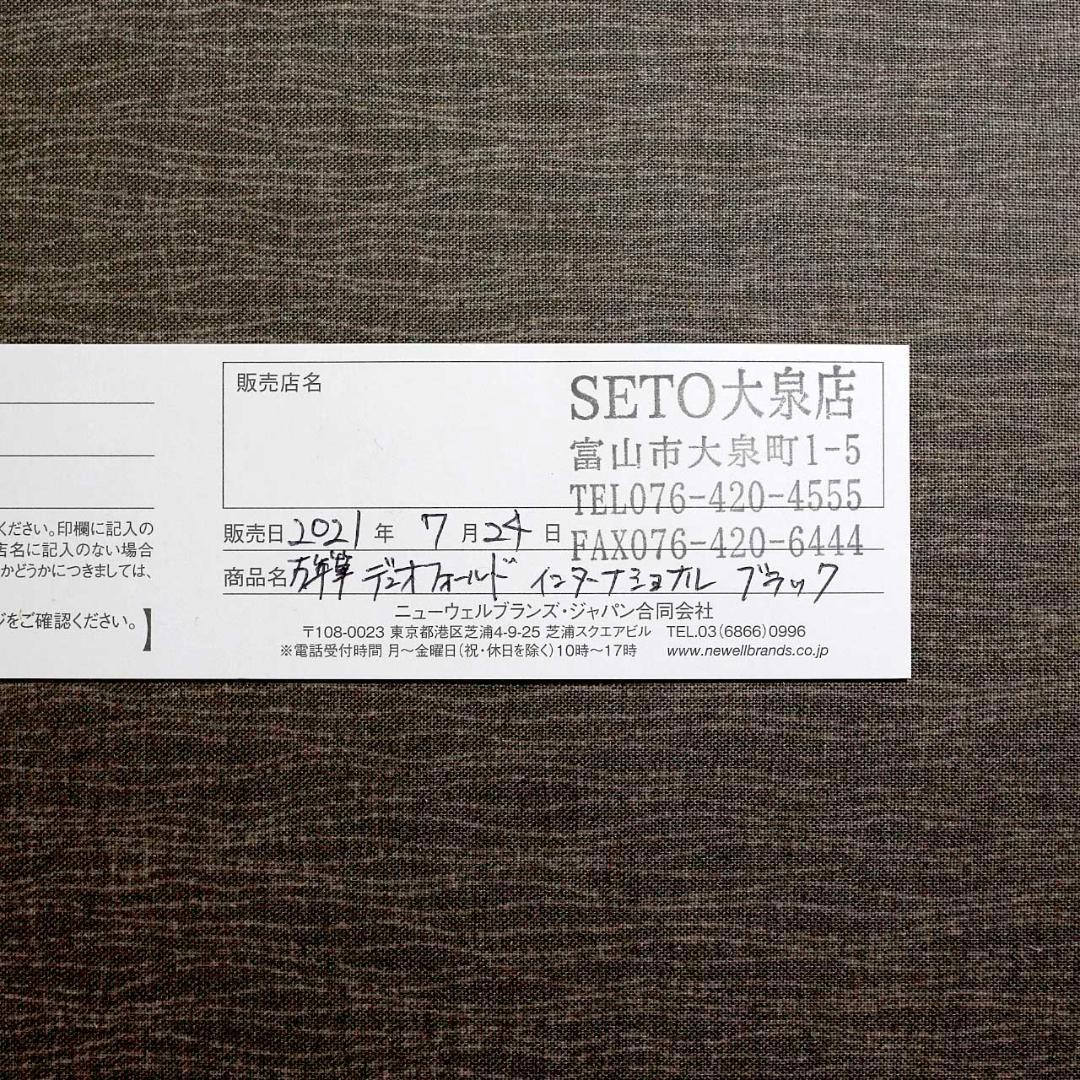 ください。印欄に記入の
店名に記入のない場合
かどうかにつきましては、
ジをご確認ください。】
販売店名
SETO大泉店
富山市大泉町1-5
TEL076-420-4555
FAX076-420-6444
販売日2021年 7月24日
商品名万年筆 デュオフォールド インターナショナル ブラック
ニューウェルブランズ・ジャパン合同会社
〒108-0023 東京都港区芝浦4-9-25 芝浦スクエアビル TEL.03(6866)0996
※電話受付時間 月〜金曜日(祝・休日を除く)10時〜17時 www.newellbrands.co.jp